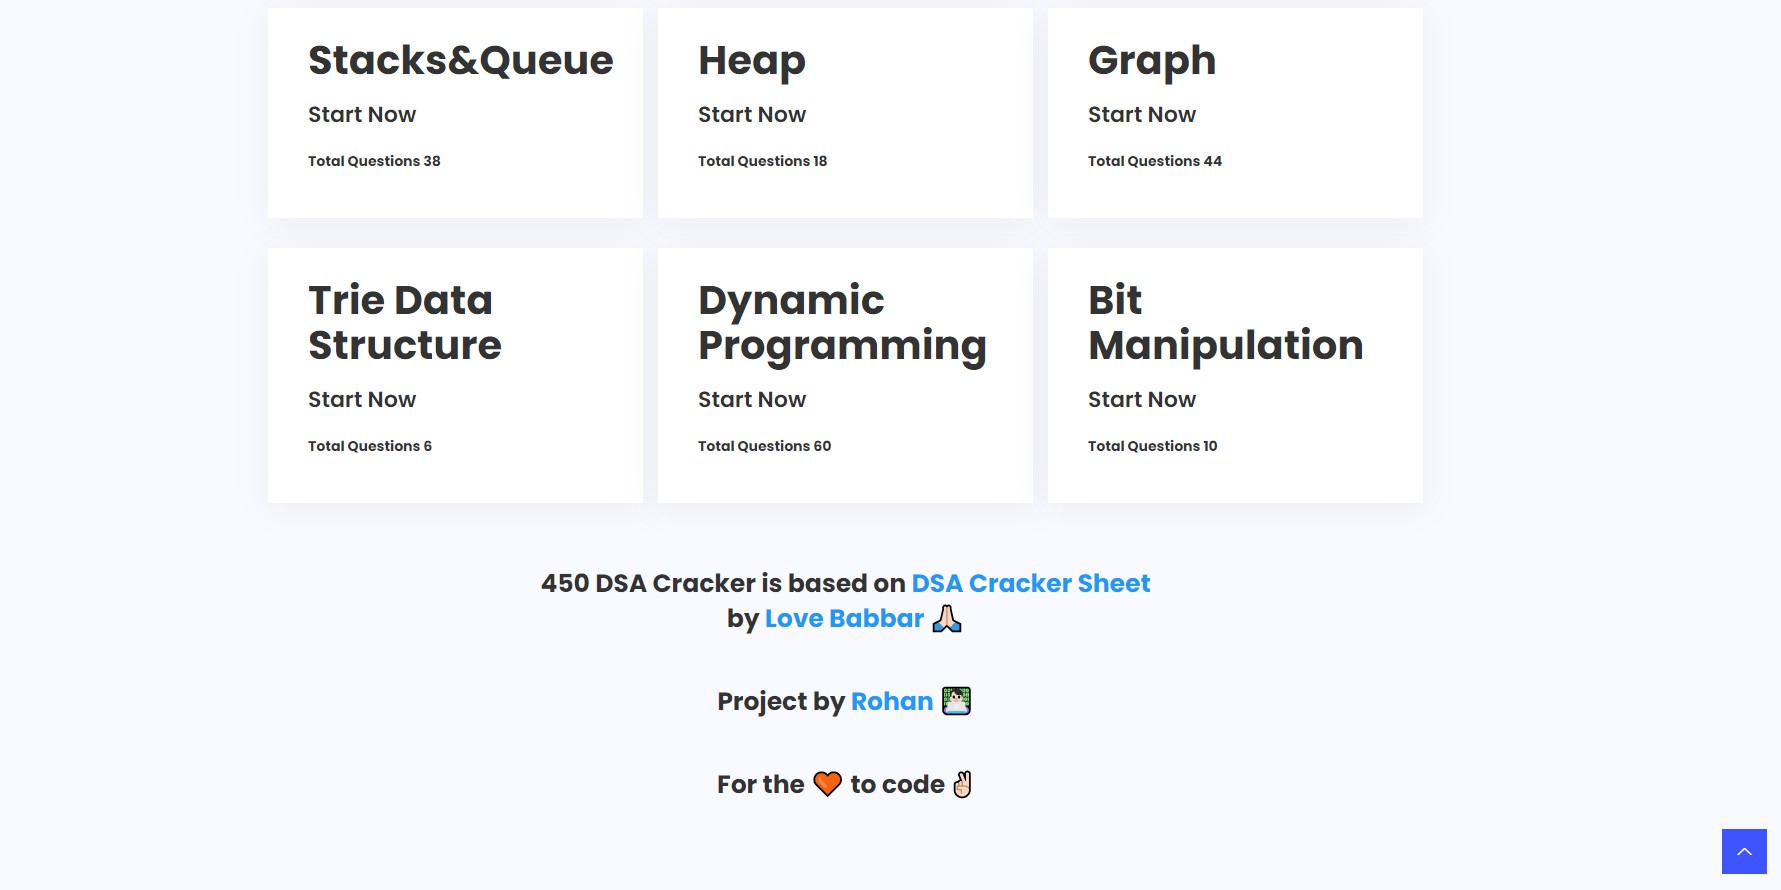 Stacks&Queue
Start Now
Total Questions 38
Heap
Start Now
Total Questions 18
Graph
Start Now
Total Questions 44
Trie Data
Structure
Start Now
Total Questions 6
Dynamic
Programming
Start Now
Total Questions 60
Bit
Manipulation
Start Now
Total Questions 10
450 DSA Cracker is based on DSA Cracker Sheet
by Love Babbar 🙏🏻
Project by Rohan 👨🏻‍💻
For the 🧡 to code✌🏻